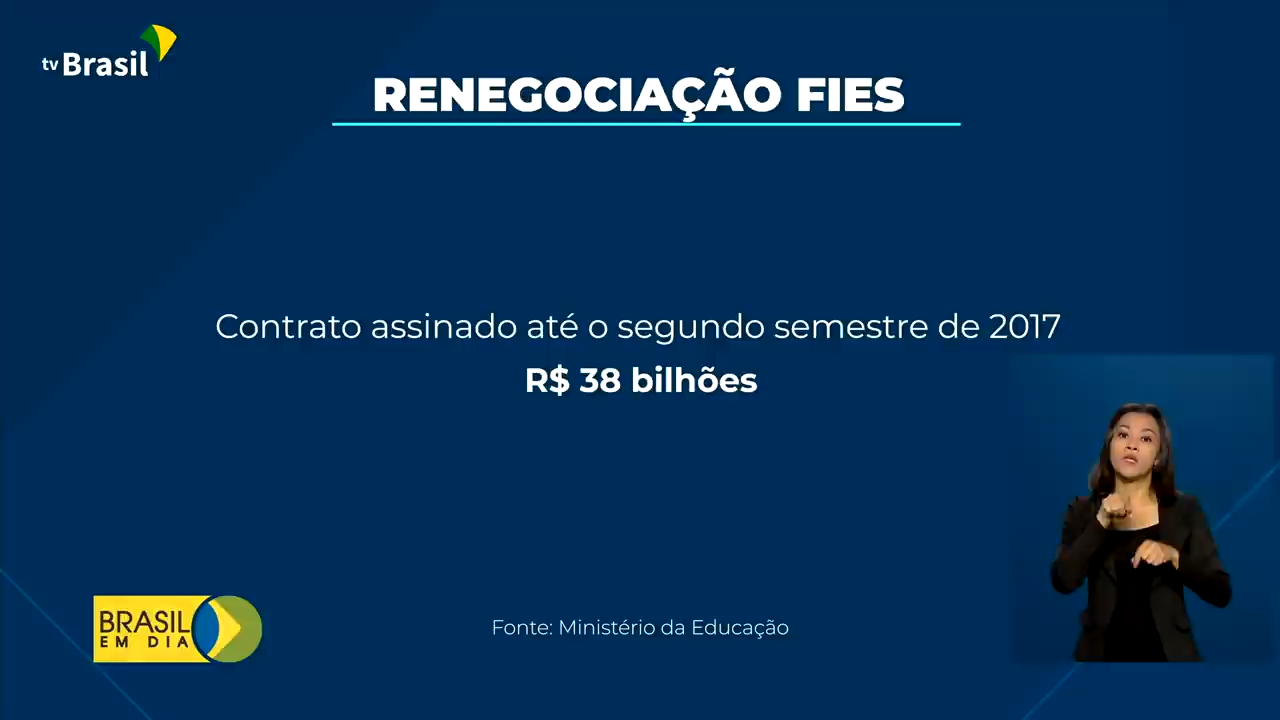 tv Brasil
RENEGOCIAÇÃO FIES
Contrato assinado até o segundo semestre de 2017
R$ 38 bilhões
BRASIL
EM DIA
Fonte: Ministério da Educação